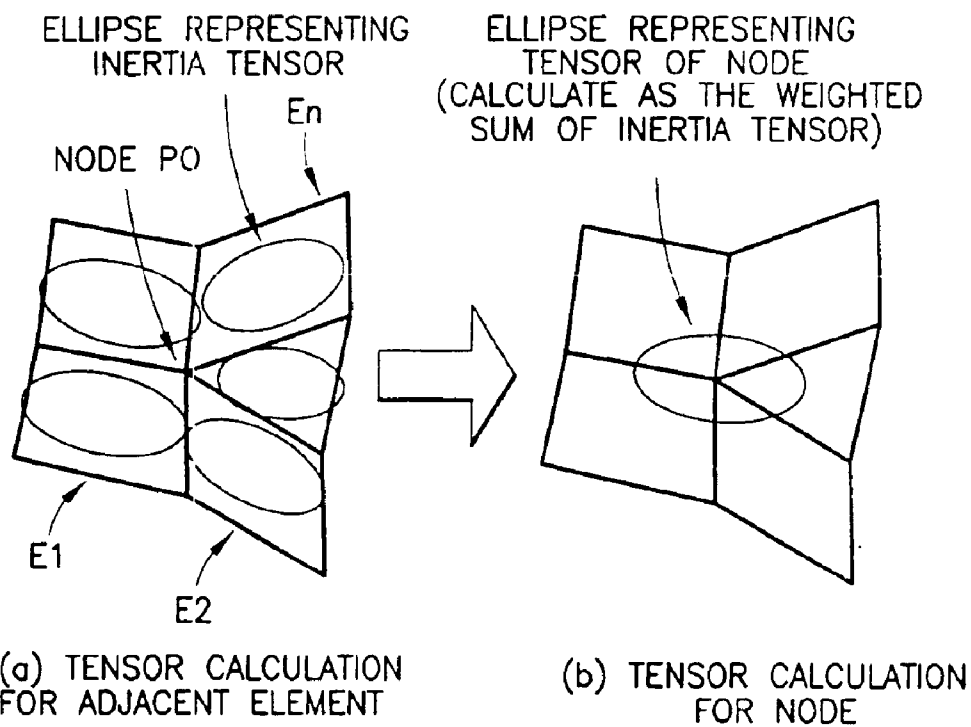 ELLIPSE REPRESENTING
INERTIA TENSOR
En
NODE PO
E1
E2
(a) TENSOR CALCULATION
FOR ADJACENT ELEMENT
ELLIPSE REPRESENTING
TENSOR OF NODE
(CALCULATE AS THE WEIGHTED
SUM OF INERTIA TENSOR)
(b) TENSOR CALCULATION
FOR NODE